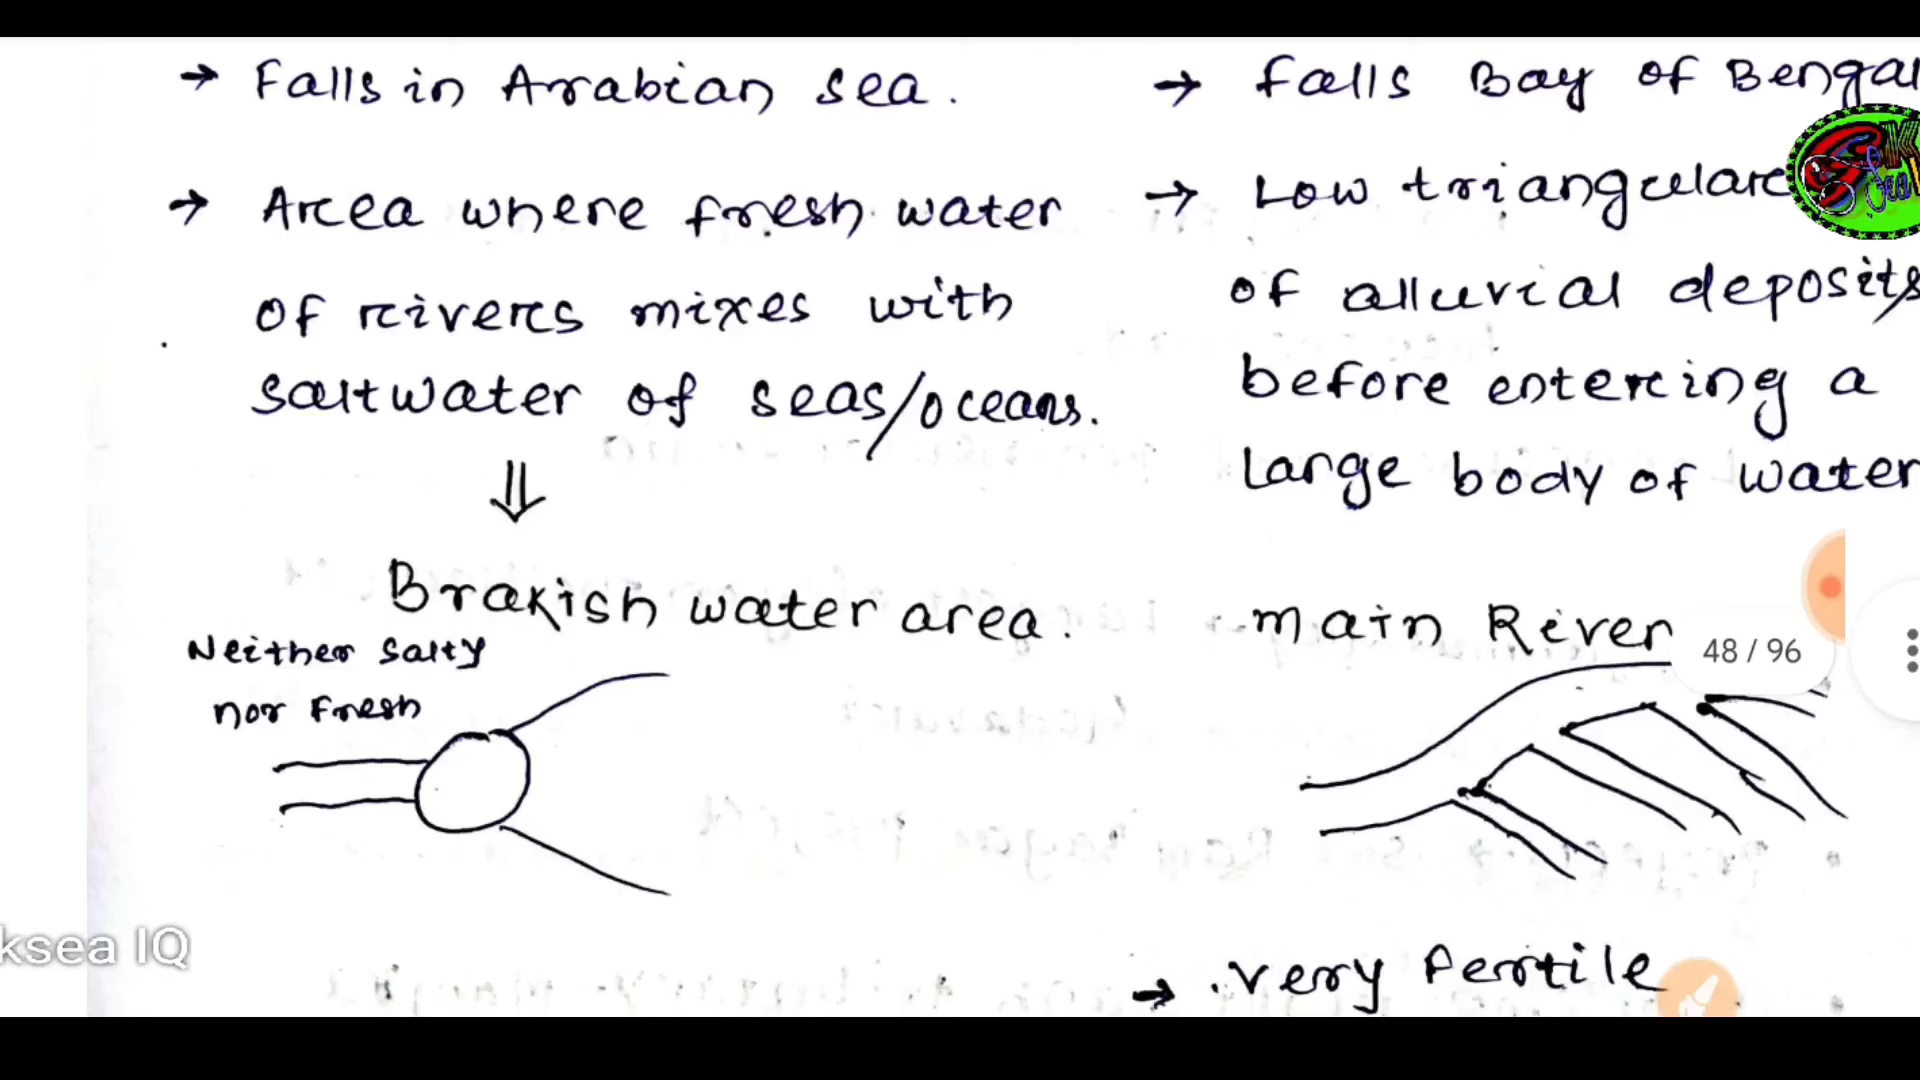 → Falls in Arabian sea.
→ Area where fresh water
of rivers mixes with
saltwater of seas/oceans.
⇓
Brakish water area.
Neither salty
nor fresh
→ Falls Bay of Bengal
→ Low triangular
of alluvial deposits
before entering a
large body of water
main River
48 / 96
→ . very fertile
ksea IQ